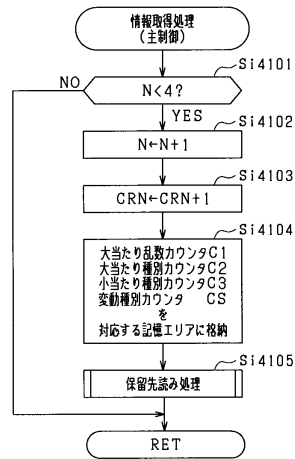 情報取得処理
(主制御)
Si4101
NO
N<4?
YES
Si4102
N←N+1
Si4103
CRN←CRN+1
Si4104
大当たり乱数カウンタC1
大当たり種別カウンタC2
小当たり種別カウンタC3
変動種別カウンタ CS
を
対応する記憶エリアに格納
Si4105
保留先読み処理
RET